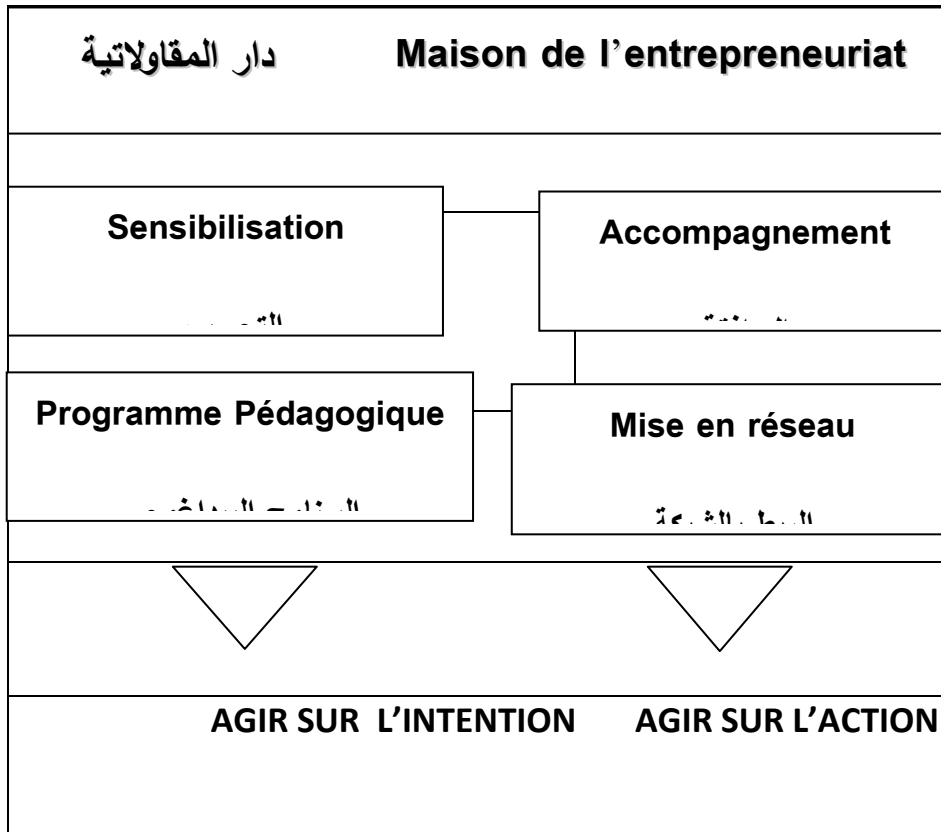 دار المقاولاتية
Maison de l’entrepreneuriat
Sensibilisation
Accompagnement
Programme Pédagogique
Mise en réseau
AGIR SUR L’INTENTION
AGIR SUR L’ACTION